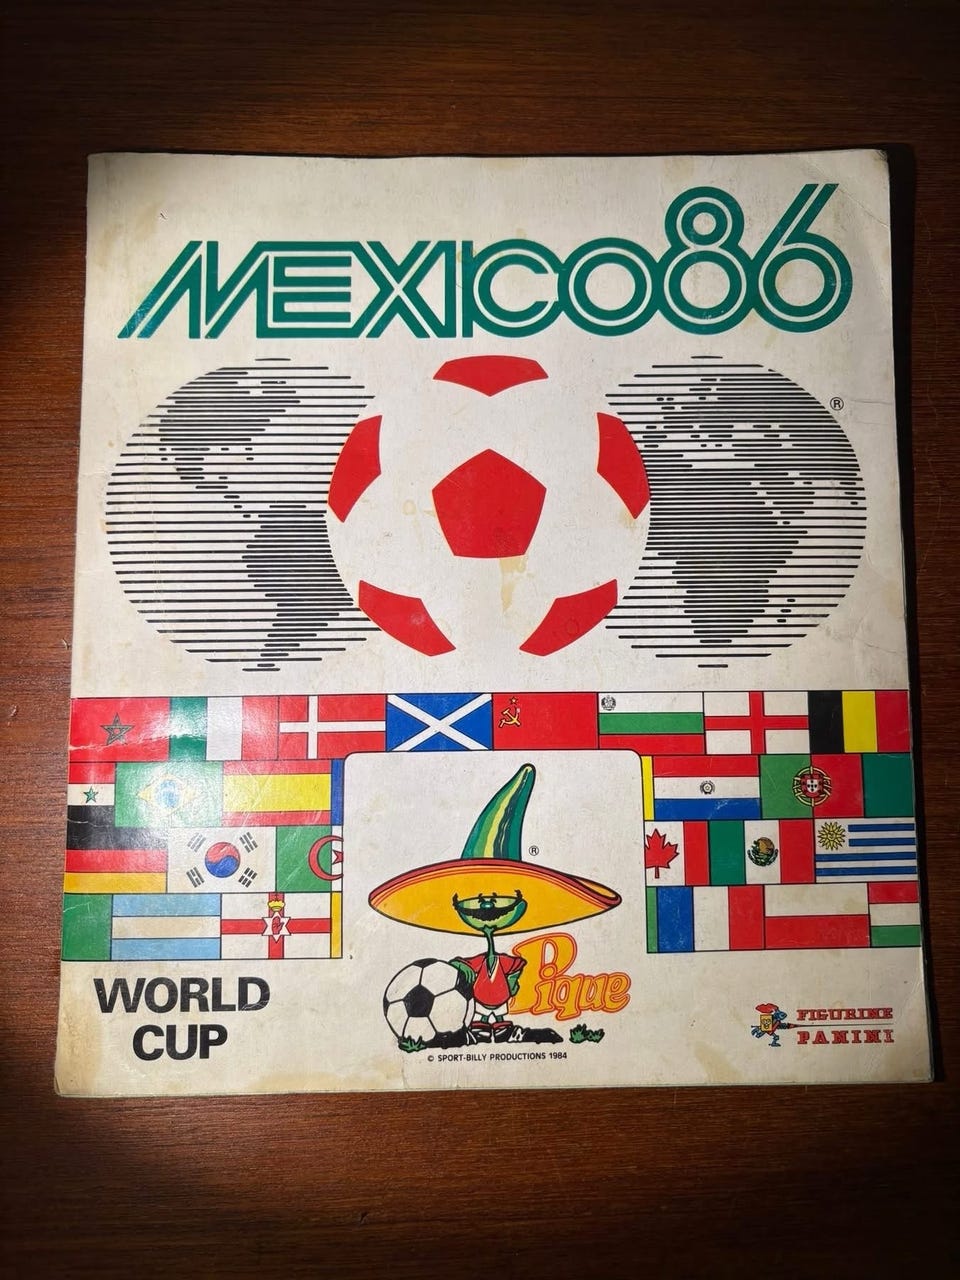 MEXICO86
®
®
Pique
WORLD
CUP
FIGURINE
PANINI
© SPORT-BILLY PRODUCTIONS 1984